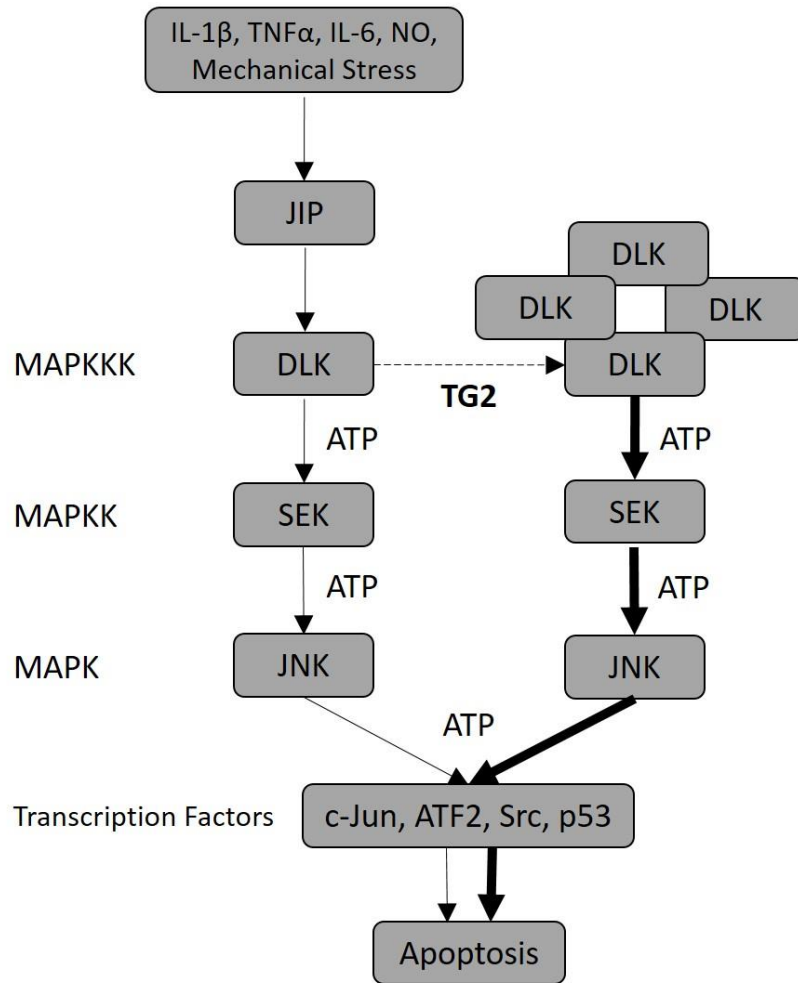 IL-1β, TNFα, IL-6, NO,
Mechanical Stress
JIP
DLK
DLK
DLK
MAPKKK
DLK
DLK
TG2
ATP
ATP
MAPKK
SEK
SEK
ATP
ATP
MAPK
JNK
JNK
ATP
Transcription Factors
c-Jun, ATF2, Src, p53
Apoptosis